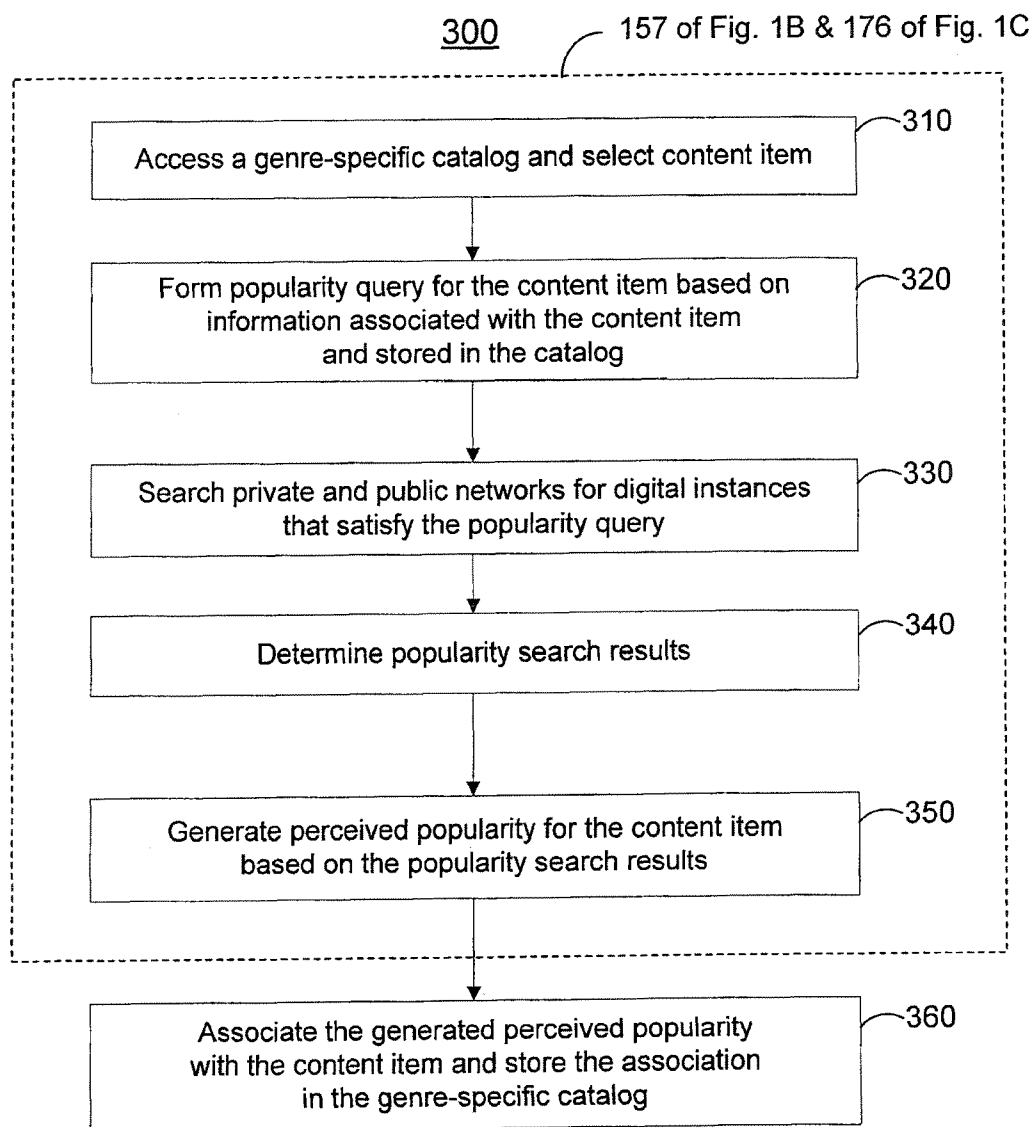 300
157 of Fig. 1B & 176 of Fig. 1C
310
Access a genre-specific catalog and select content item
320
Form popularity query for the content item based on
information associated with the content item
and stored in the catalog
330
Search private and public networks for digital instances
that satisfy the popularity query
340
Determine popularity search results
350
Generate perceived popularity for the content item
based on the popularity search results
360
Associate the generated perceived popularity
with the content item and store the association
in the genre-specific catalog